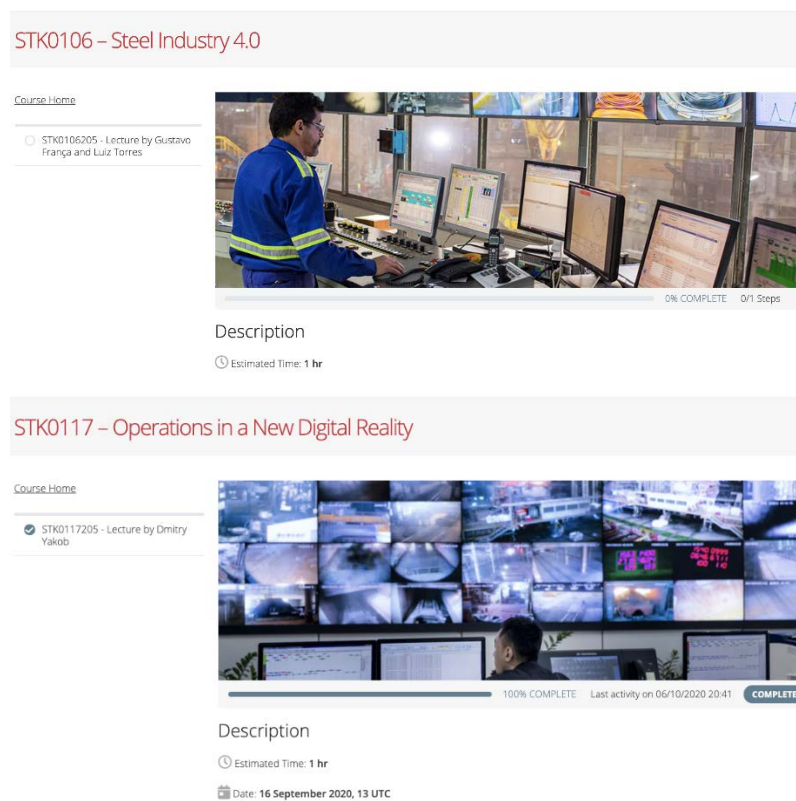 STK0106 – Steel Industry 4.0
Course Home
STK0106205 - Lecture by Gustavo
França and Luiz Torres
0% COMPLETE 0/1 Steps
Description
Estimated Time: 1 hr
STK0117 – Operations in a New Digital Reality
Course Home
STK0117205 - Lecture by Dmitry
Yakob
100% COMPLETE Last activity on 06/10/2020 20:41 COMPLETE
Description
Estimated Time: 1 hr
Date: 16 September 2020, 13 UTC